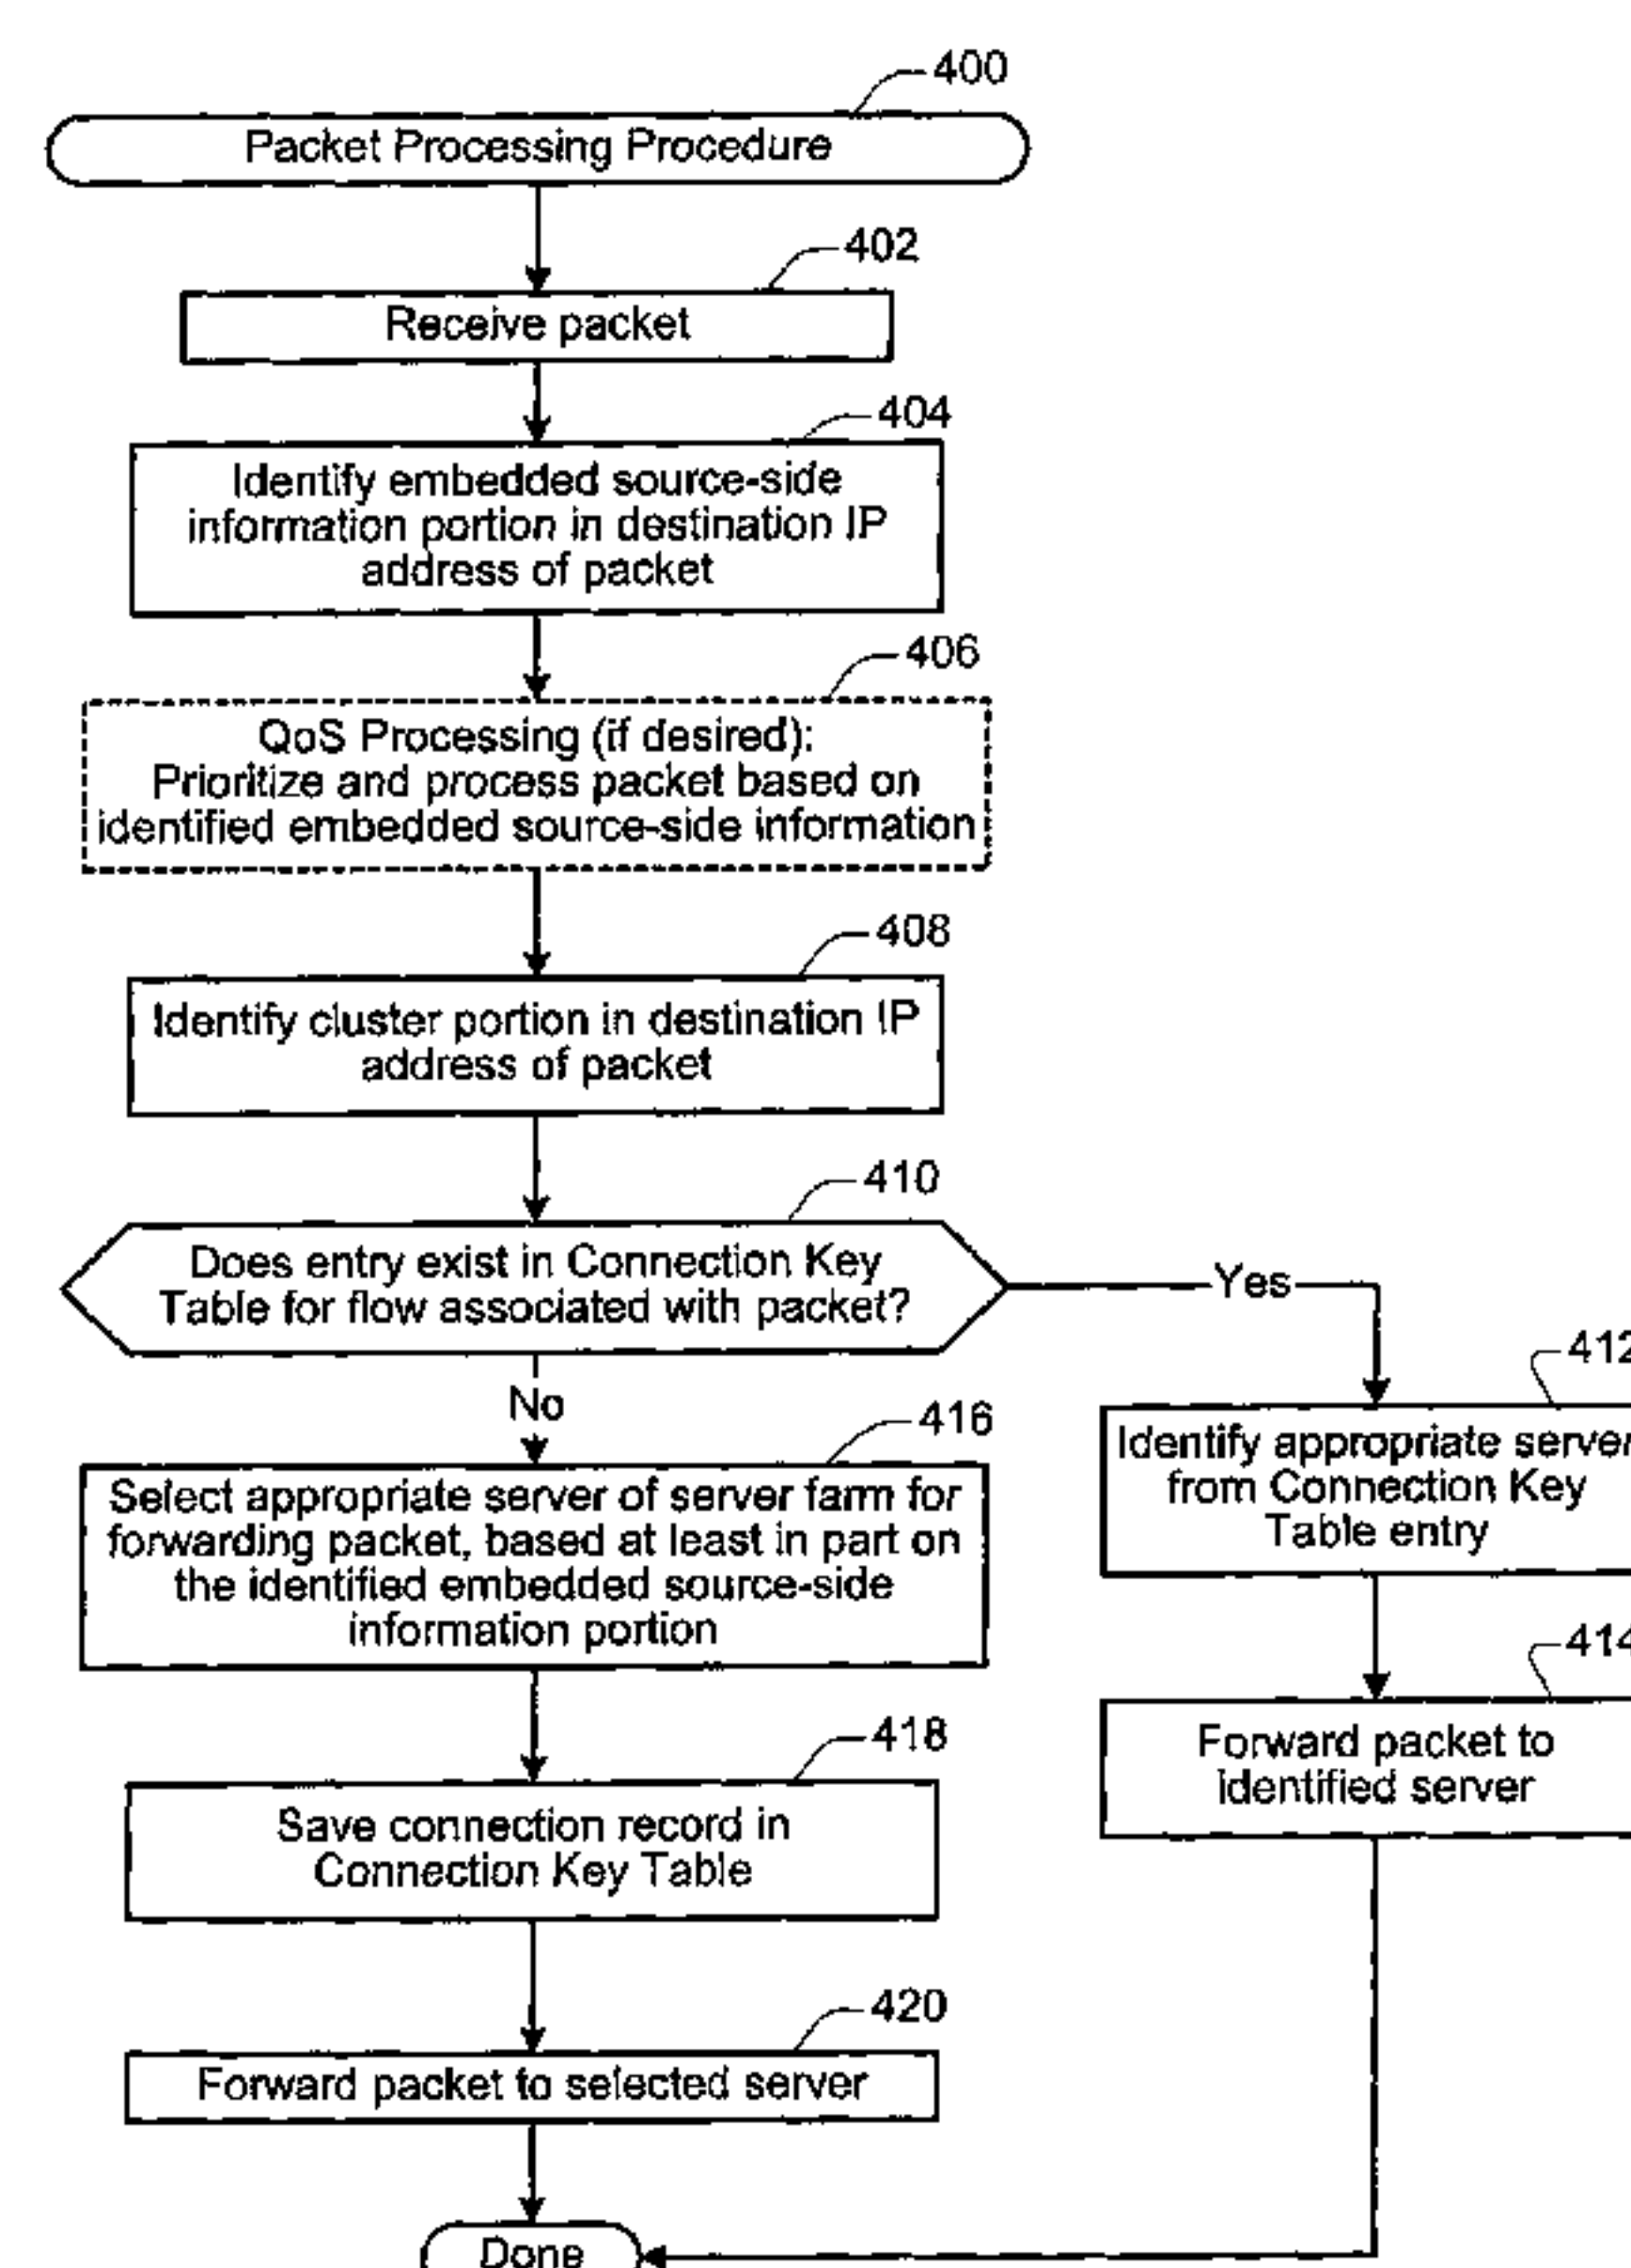 400
Packet Processing Procedure
402
Receive packet
404
Identify embedded source-side
information portion in destination IP
address of packet
406
QoS Processing (if desired):
Prioritize and process packet based on
identified embedded source-side information
408
Identify cluster portion in destination IP
address of packet
410
Does entry exist in Connection Key
Table for flow associated with packet?
Yes
No
412
Identify appropriate server
from Connection Key
Table entry
416
Select appropriate server of server farm for
forwarding packet, based at least in part on
the identified embedded source-side
information portion
414
Forward packet to
identified server
418
Save connection record in
Connection Key Table
420
Forward packet to selected server
Done